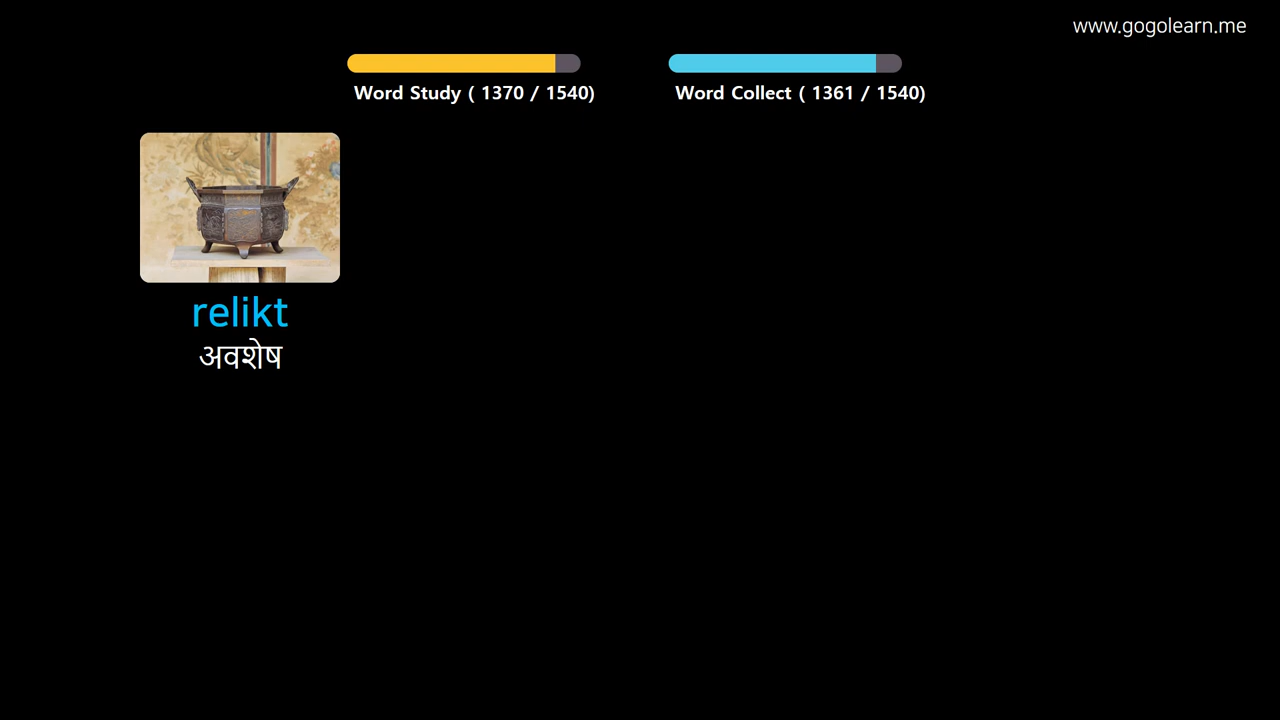 www.gogolearn.me
Word Study ( 1370 / 1540)
Word Collect ( 1361 / 1540)
relikt
अवशेष